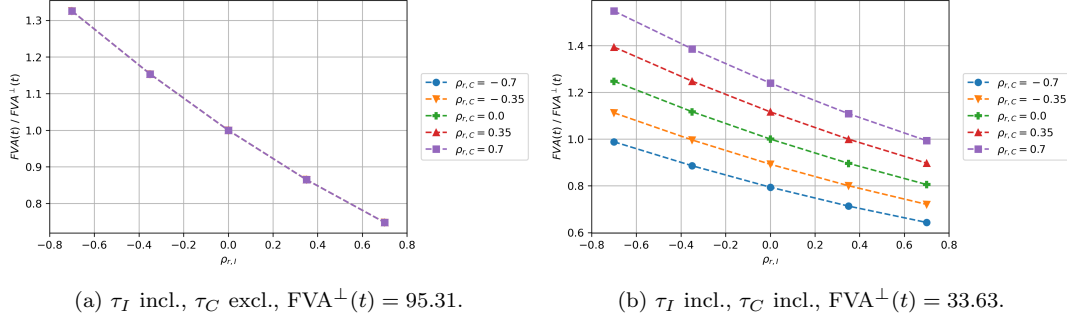 1.3
1.2
1.1
1.0
0.9
0.8
FVA(t) / FVA⊥(t)
−0.8 −0.6 −0.4 −0.2 0.0 0.2 0.4 0.6 0.8
ρr,I
ρr,C = −0.7
ρr,C = −0.35
ρr,C = 0.0
ρr,C = 0.35
ρr,C = 0.7
(a) τI incl., τC excl., FVA⊥(t) = 95.31.
1.4
1.2
1.0
0.8
0.6
FVA(t) / FVA⊥(t)
−0.8 −0.6 −0.4 −0.2 0.0 0.2 0.4 0.6 0.8
ρr,I
ρr,C = −0.7
ρr,C = −0.35
ρr,C = 0.0
ρr,C = 0.35
ρr,C = 0.7
(b) τI incl., τC incl., FVA⊥(t) = 33.63.